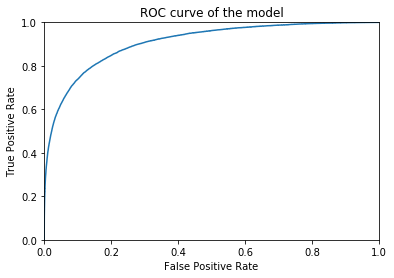 ROC curve of the model
1.0
0.8
0.6
0.4
0.2
0.0
True Positive Rate
0.0 0.2 0.4 0.6 0.8 1.0
False Positive Rate